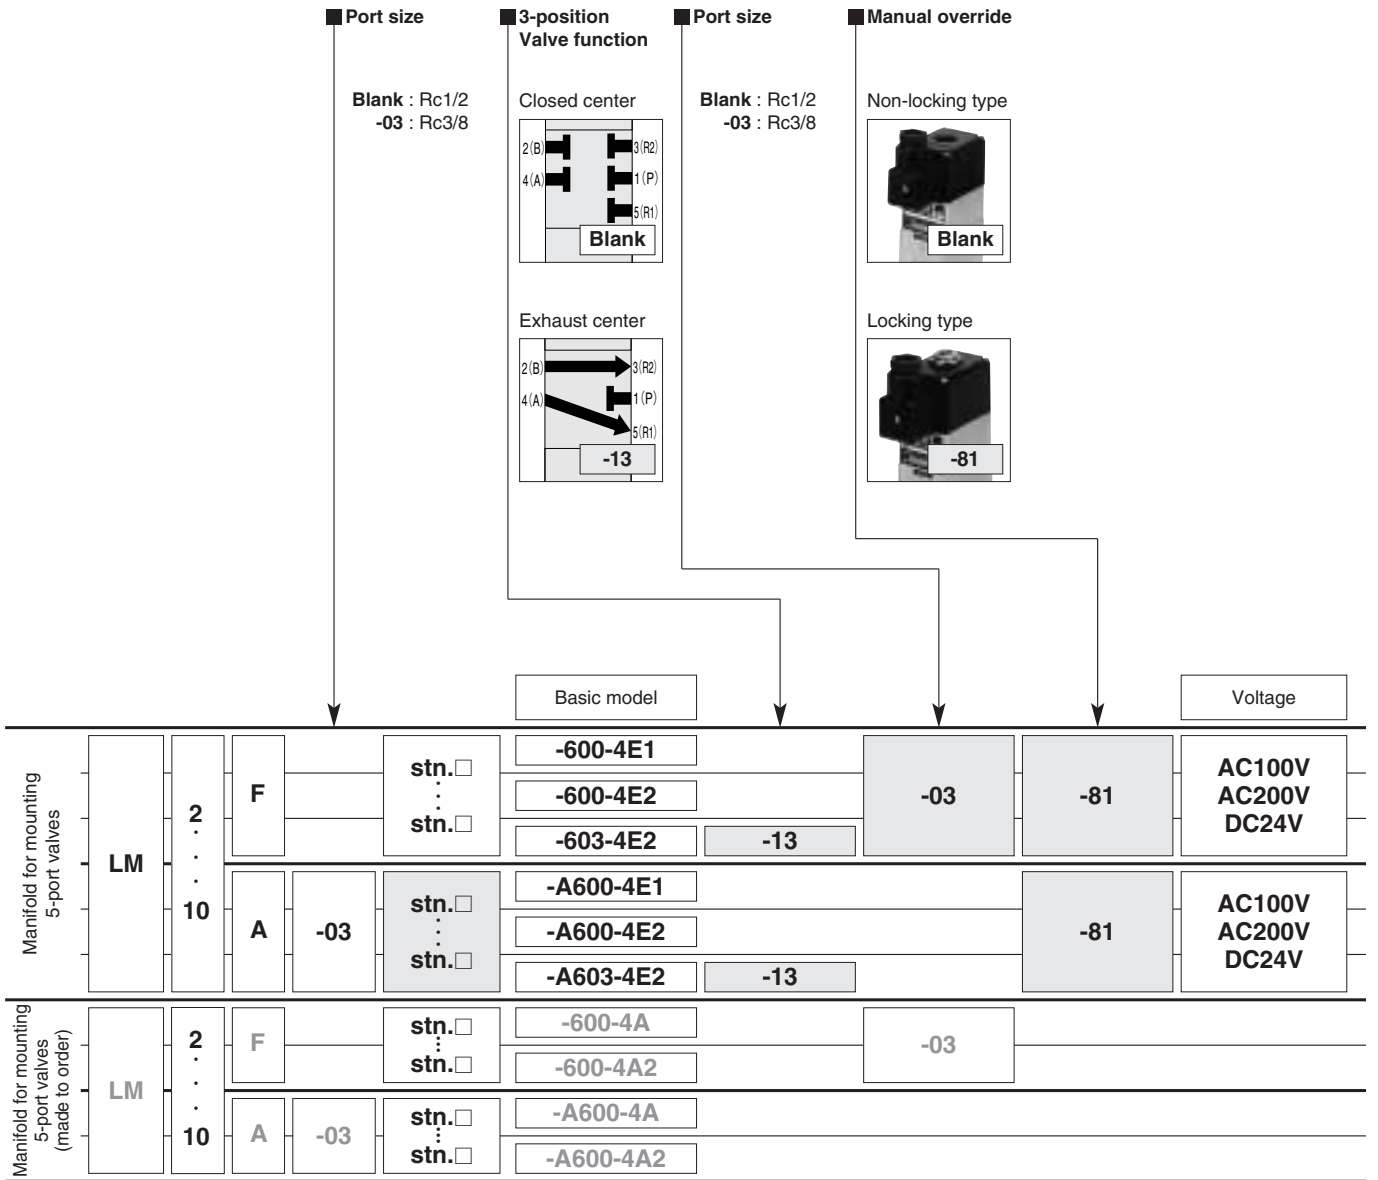 Port size
3-position
Valve function
Port size
Manual override
Blank : Rc1/2
-03 : Rc3/8
Closed center
2(B)
4(A)
3(R2)
1(P)
5(R1)
Blank
Blank : Rc1/2
-03 : Rc3/8
Non-locking type
Blank
Exhaust center
2(B)
4(A)
3(R2)
1(P)
5(R1)
-13
Locking type
-81
Basic model
Voltage
Manifold for mounting
5-port valves
LM
2
10
F
stn.□
stn.□
-600-4E1
-600-4E2
-603-4E2
-13
-03
-81
AC100V
AC200V
DC24V
A
-03
stn.□
stn.□
-A600-4E1
-A600-4E2
-A603-4E2
-13
-81
AC100V
AC200V
DC24V
Manifold for mounting
5-port valves
(made to order)
LM
2
10
F
stn.□
stn.□
-600-4A
-600-4A2
-03
A
-03
stn.□
stn.□
-A600-4A
-A600-4A2